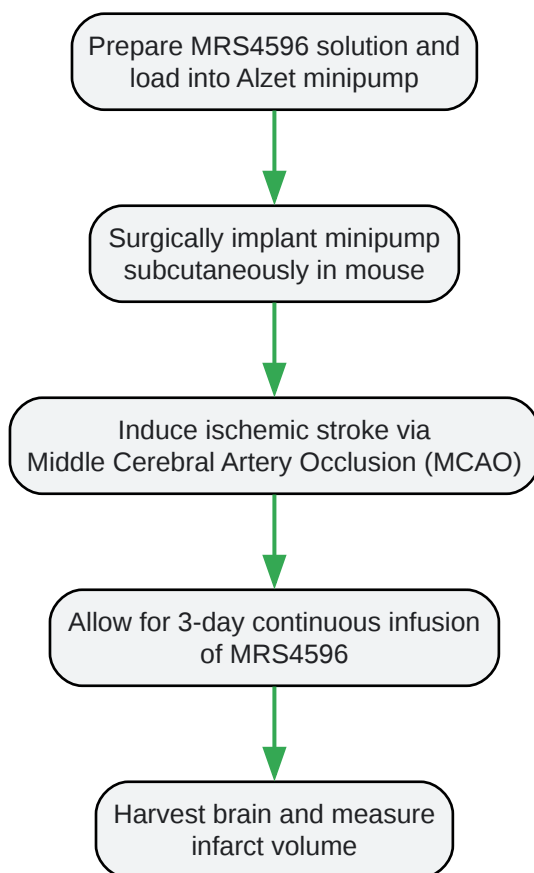 Prepare MRS4596 solution and
load into Alzet minipump
Surgically implant minipump
subcutaneously in mouse
Induce ischemic stroke via
Middle Cerebral Artery Occlusion (MCAO)
Allow for 3-day continuous infusion
of MRS4596
Harvest brain and measure
infarct volume